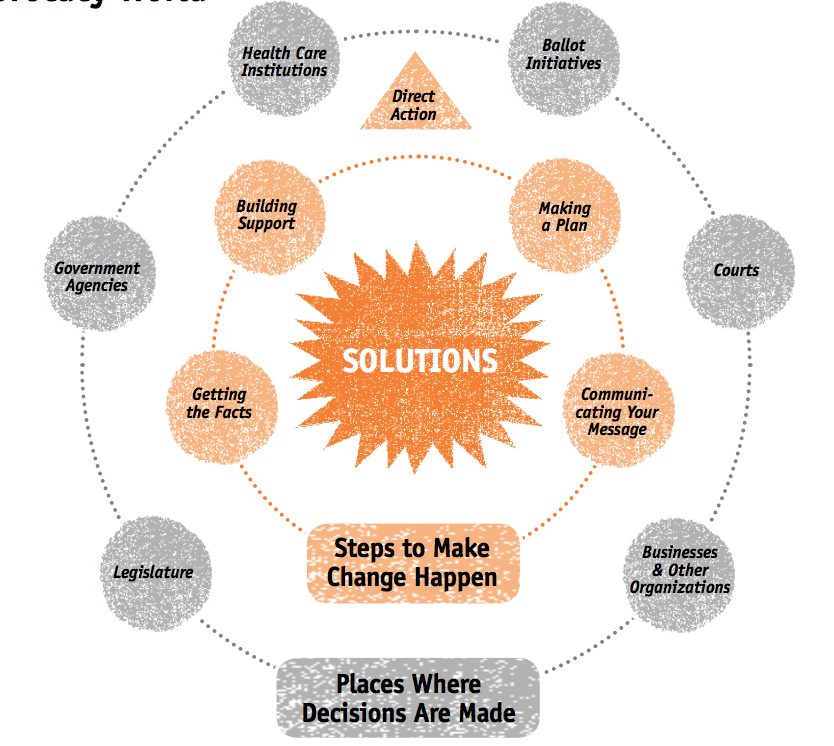 World
Health Care
Institutions
Ballot
Initiatives
Direct
Action
Building
Support
Making
a Plan
Government
Agencies
Courts
SOLUTIONS
Getting
the Facts
Communi-
cating Your
Message
Steps to Make
Change Happen
Legislature
Businesses
& Other
Organizations
Places Where
Decisions Are Made